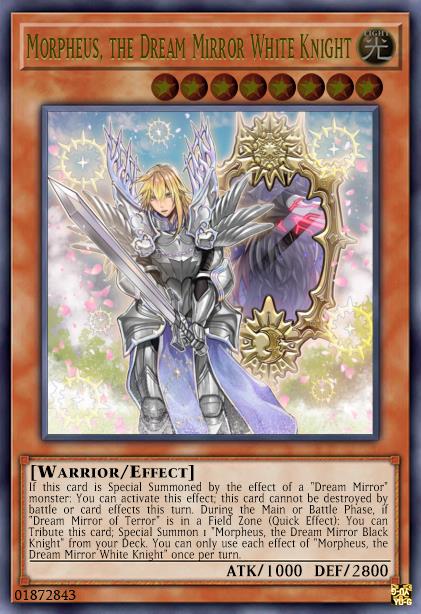 Morpheus, the Dream Mirror White Knight
LIGHT
光
[Warrior/Effect]
If this card is Special Summoned by the effect of a "Dream Mirror"
monster: You can activate this effect; this card cannot be destroyed by
battle or card effects this turn. During the Main or Battle Phase, if
"Dream Mirror of Terror" is in a Field Zone (Quick Effect): You can
Tribute this card; Special Summon 1 "Morpheus, the Dream Mirror Black
Knight" from your Deck. You can only use each effect of "Morpheus, the
Dream Mirror White Knight" once per turn.
ATK/1000 DEF/2800
01872843